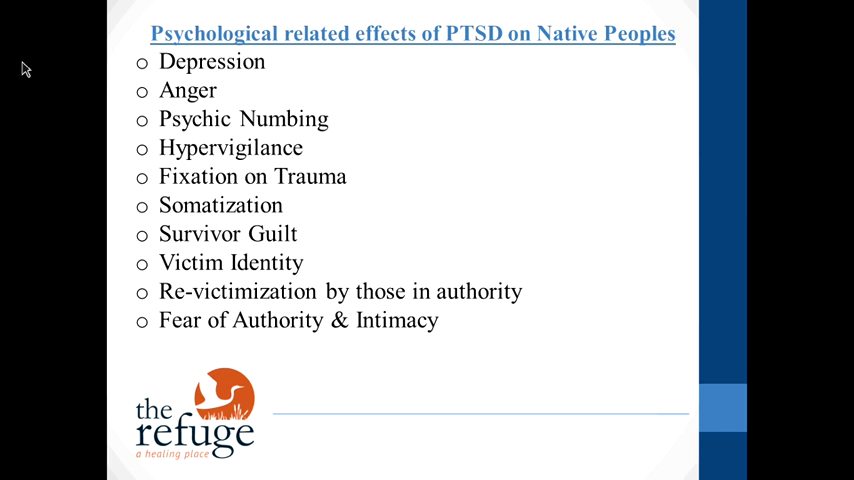 Psychological related effects of PTSD on Native Peoples
o Depression
o Anger
o Psychic Numbing
o Hypervigilance
o Fixation on Trauma
o Somatization
o Survivor Guilt
o Victim Identity
o Re-victimization by those in authority
o Fear of Authority & Intimacy
the
refuge
a healing place